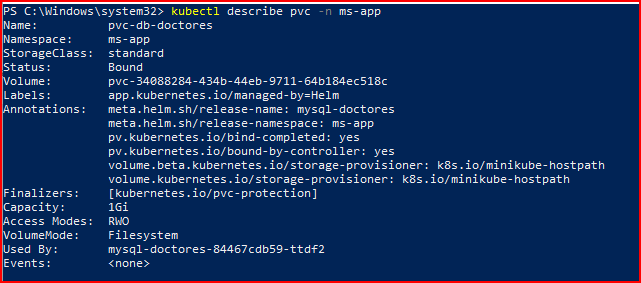 PS C:\Windows\system32> kubectl describe pvc -n ms-app
Name:          pvc-db-doctores
Namespace:     ms-app
StorageClass:  standard
Status:        Bound
Volume:        pvc-34088284-434b-44eb-9711-64b184ec518c
Labels:        app.kubernetes.io/managed-by=Helm
Annotations:   meta.helm.sh/release-name: mysql-doctores
               meta.helm.sh/release-namespace: ms-app
               pv.kubernetes.io/bind-completed: yes
               pv.kubernetes.io/bound-by-controller: yes
               volume.beta.kubernetes.io/storage-provisioner: k8s.io/minikube-hostpath
               volume.kubernetes.io/storage-provisioner: k8s.io/minikube-hostpath
Finalizers:    [kubernetes.io/pvc-protection]
Capacity:      1Gi
Access Modes:  RWO
VolumeMode:    Filesystem
Used By:       mysql-doctores-84467cdb59-ttdf2
Events:        <none>